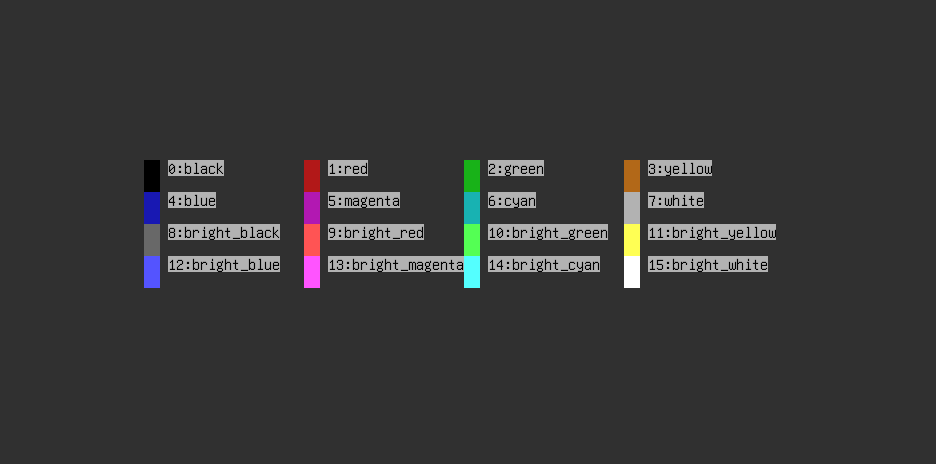 0:black 1:red 2:green 3:yellow
4:blue 5:magenta 6:cyan 7:white
8:bright_black 9:bright_red 10:bright_green 11:bright_yellow
12:bright_blue 13:bright_magenta 14:bright_cyan 15:bright_white